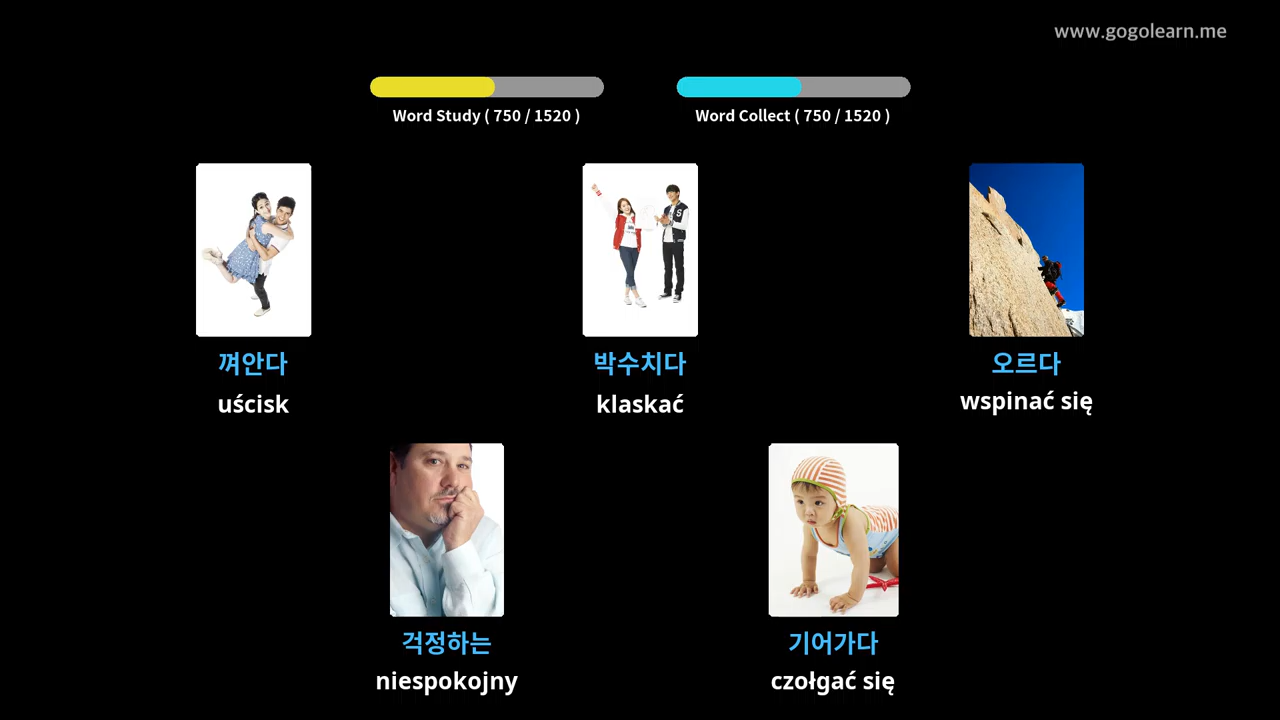 www.gogolearn.me
Word Study ( 750 / 1520 )
Word Collect ( 750 / 1520 )
껴안다
uścisk
박수치다
klaskać
오르다
wspinać się
걱정하는
niespokojny
기어가다
czołgać się